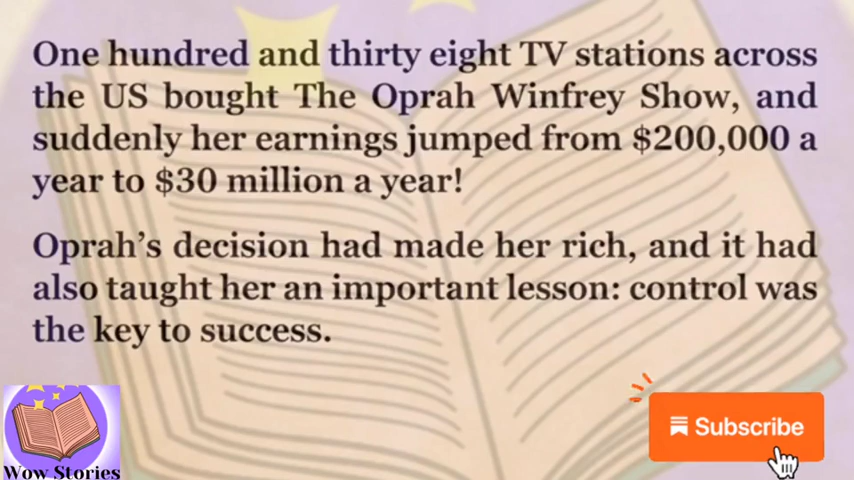 One hundred and thirty eight TV stations across
the US bought The Oprah Winfrey Show, and
suddenly her earnings jumped from $200,000 a
year to $30 million a year!
Oprah's decision had made her rich, and it had
also taught her an important lesson: control was
the key to success.
Wow Stories
Subscribe